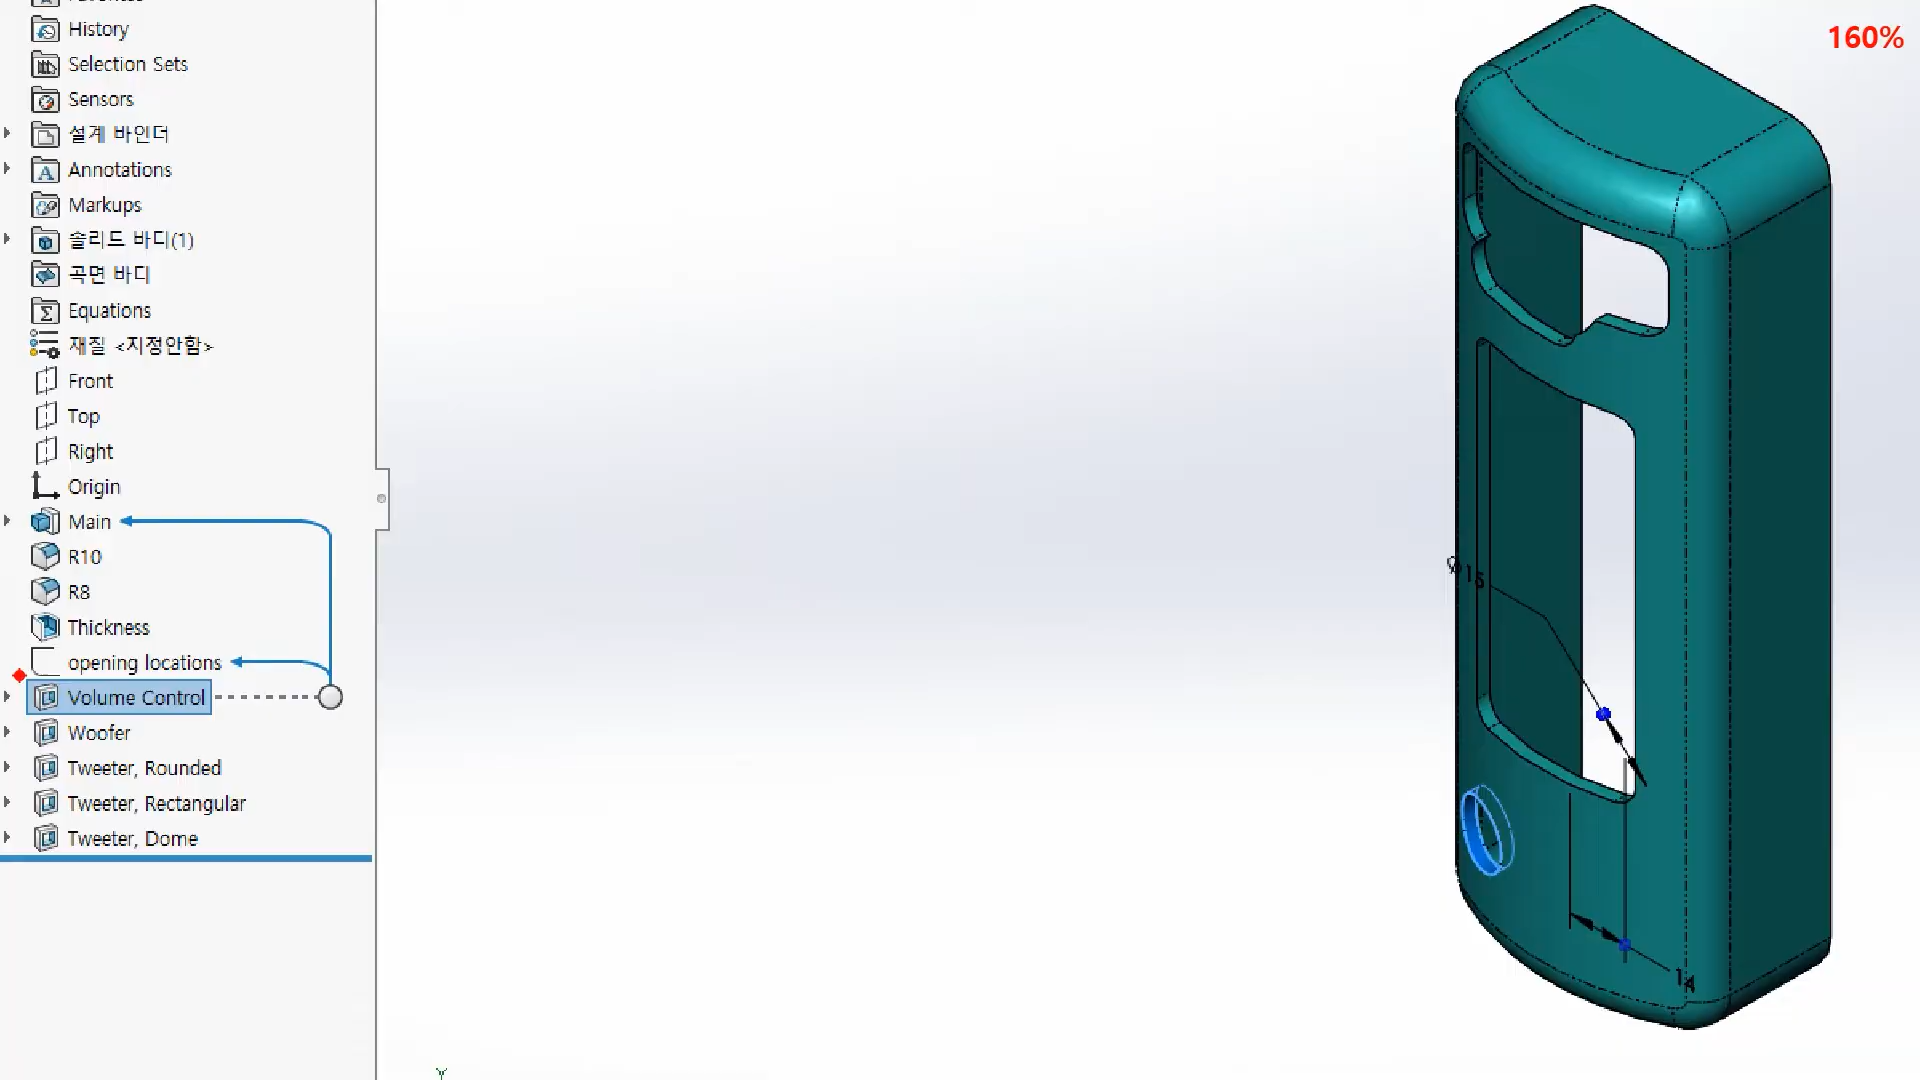 History
Selection Sets
Sensors
설계 바인더
Annotations
Markups
솔리드 바디(1)
곡면 바디
Equations
재질 <지정안함>
Front
Top
Right
Origin
Main
R10
R8
Thickness
opening locations
Volume Control
Woofer
Tweeter, Rounded
Tweeter, Rectangular
Tweeter, Dome
160%
⌀15
14
Y